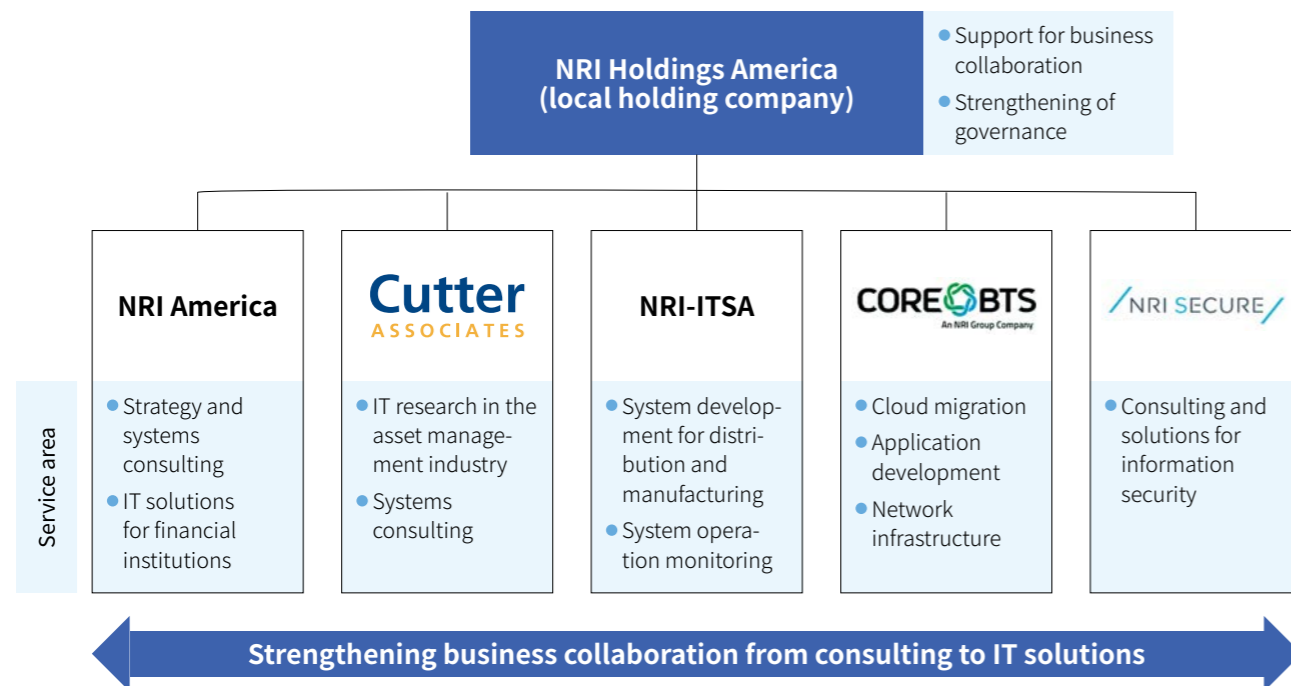 NRI Holdings America
(local holding company)
Support for business
collaboration
Strengthening of
governance
NRI America
Cutter
ASSOCIATES
NRI-ITSA
CORE BTS
An NRI Group Company
NRI SECURE
Service area
Strategy and
systems
consulting
IT solutions
for financial
institutions
IT research in the
asset manage-
ment industry
Systems
consulting
System develop-
ment for distri-
bution and
manufacturing
System opera-
tion monitoring
Cloud migration
Application
development
Network
infrastructure
Consulting and
solutions for
information
security
Strengthening business collaboration from consulting to IT solutions